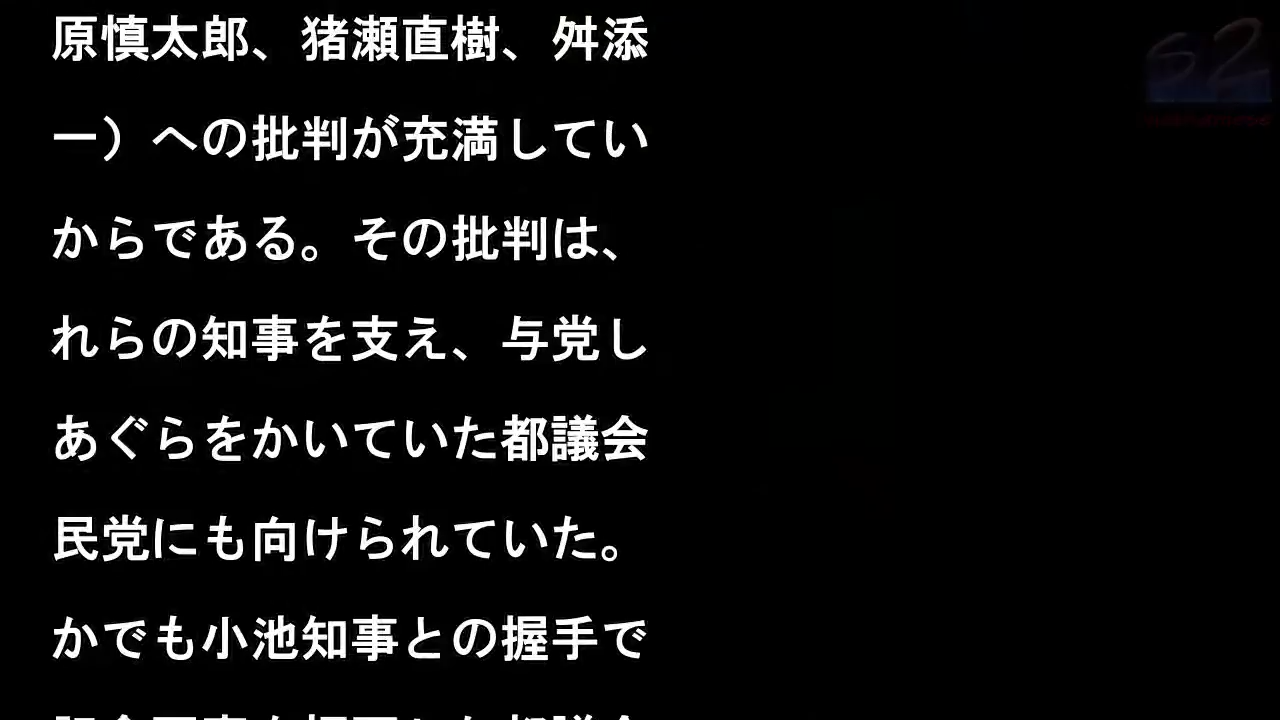 原慎太郎、猪瀬直樹、舛添
一）への批判が充満してい
からである。その批判は、
れらの知事を支え、与党し
あぐらをかいていた都議会
民党にも向けられていた。
かでも小池知事との握手で
S2